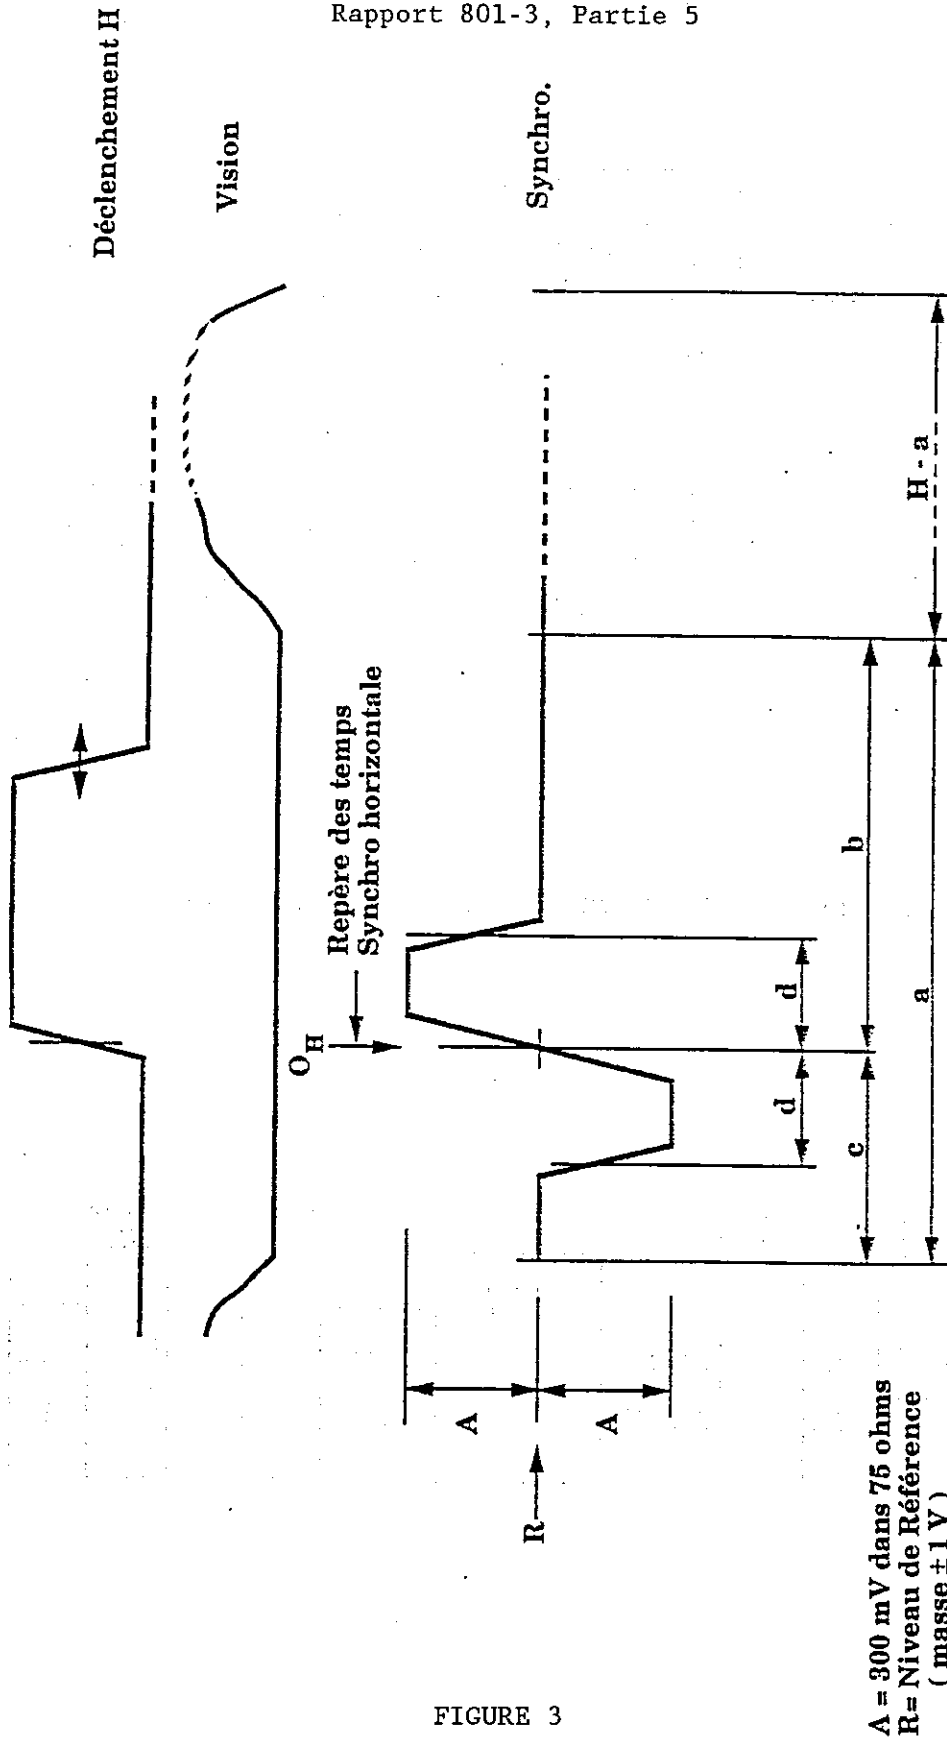 Rapport 801-3, Partie 5
Déclenchement H
Vision
Synchro.
Repère des temps
Synchro horizontale
O_H
H - a
b
d
a
d
c
A
A
R
A = 300 mV dans 75 ohms
R = Niveau de Référence
( masse ± 1 V )
FIGURE 3